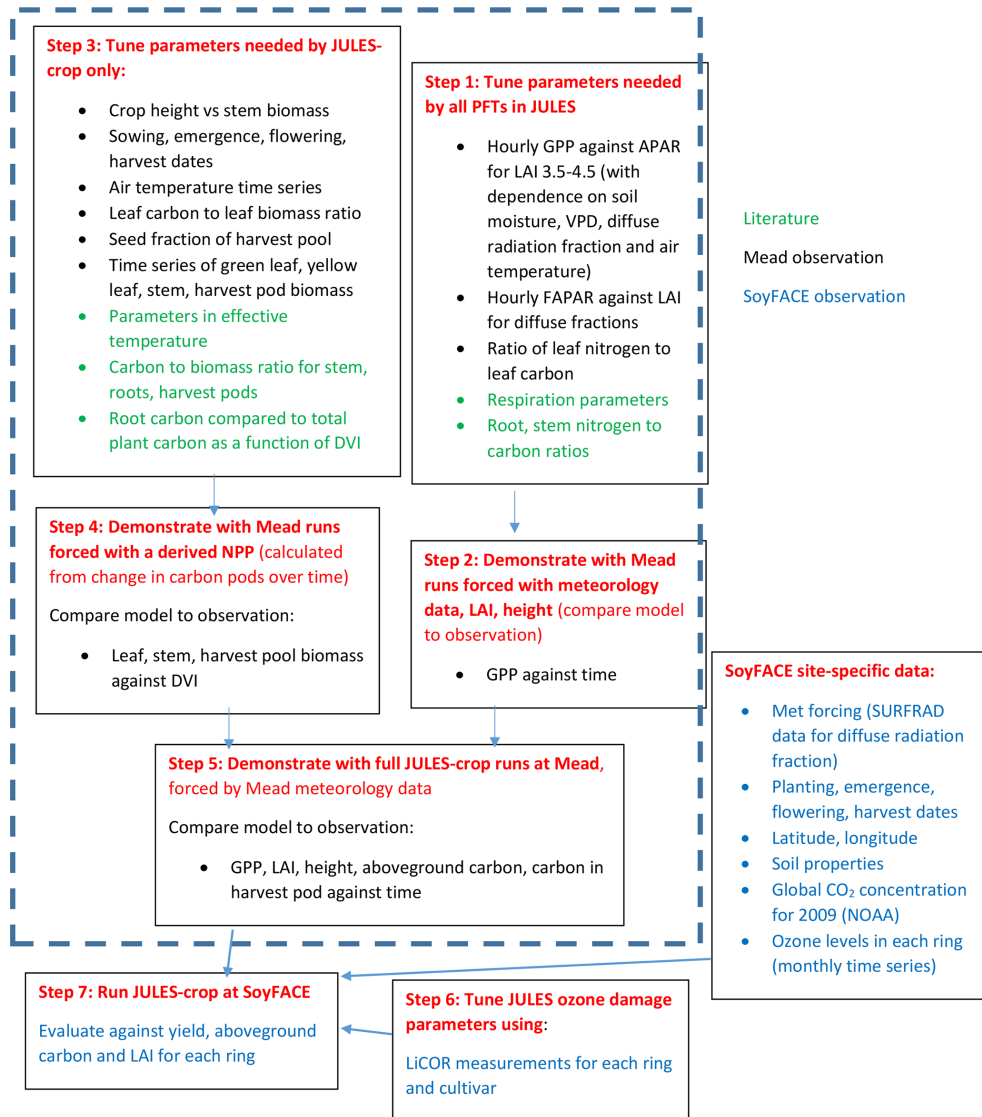 Step 3: Tune parameters needed by JULES-
crop only:
• Crop height vs stem biomass
• Sowing, emergence, flowering,
harvest dates
• Air temperature time series
• Leaf carbon to leaf biomass ratio
• Seed fraction of harvest pool
• Time series of green leaf, yellow
leaf, stem, harvest pod biomass
• Parameters in effective
temperature
• Carbon to biomass ratio for stem,
roots, harvest pods
• Root carbon compared to total
plant carbon as a function of DVI
Step 1: Tune parameters needed
by all PFTs in JULES
• Hourly GPP against APAR
for LAI 3.5-4.5 (with
dependence on soil
moisture, VPD, diffuse
radiation fraction and air
temperature)
• Hourly FAPAR against LAI
for diffuse fractions
• Ratio of leaf nitrogen to
leaf carbon
• Respiration parameters
• Root, stem nitrogen to
carbon ratios
Literature
Mead observation
SoyFACE observation
Step 4: Demonstrate with Mead runs
forced with a derived NPP (calculated
from change in carbon pods over time)
Compare model to observation:
• Leaf, stem, harvest pool biomass
against DVI
Step 2: Demonstrate with Mead
runs forced with meteorology
data, LAI, height (compare model
to observation)
• GPP against time
Step 5: Demonstrate with full JULES-crop runs at Mead,
forced by Mead meteorology data
Compare model to observation:
• GPP, LAI, height, aboveground carbon, carbon in
harvest pod against time
SoyFACE site-specific data:
• Met forcing (SURFRAD
data for diffuse radiation
fraction)
• Planting, emergence,
flowering, harvest dates
• Latitude, longitude
• Soil properties
• Global CO₂ concentration
for 2009 (NOAA)
• Ozone levels in each ring
(monthly time series)
Step 7: Run JULES-crop at SoyFACE
Evaluate against yield, aboveground
carbon and LAI for each ring
Step 6: Tune JULES ozone damage
parameters using:
LiCOR measurements for each ring
and cultivar